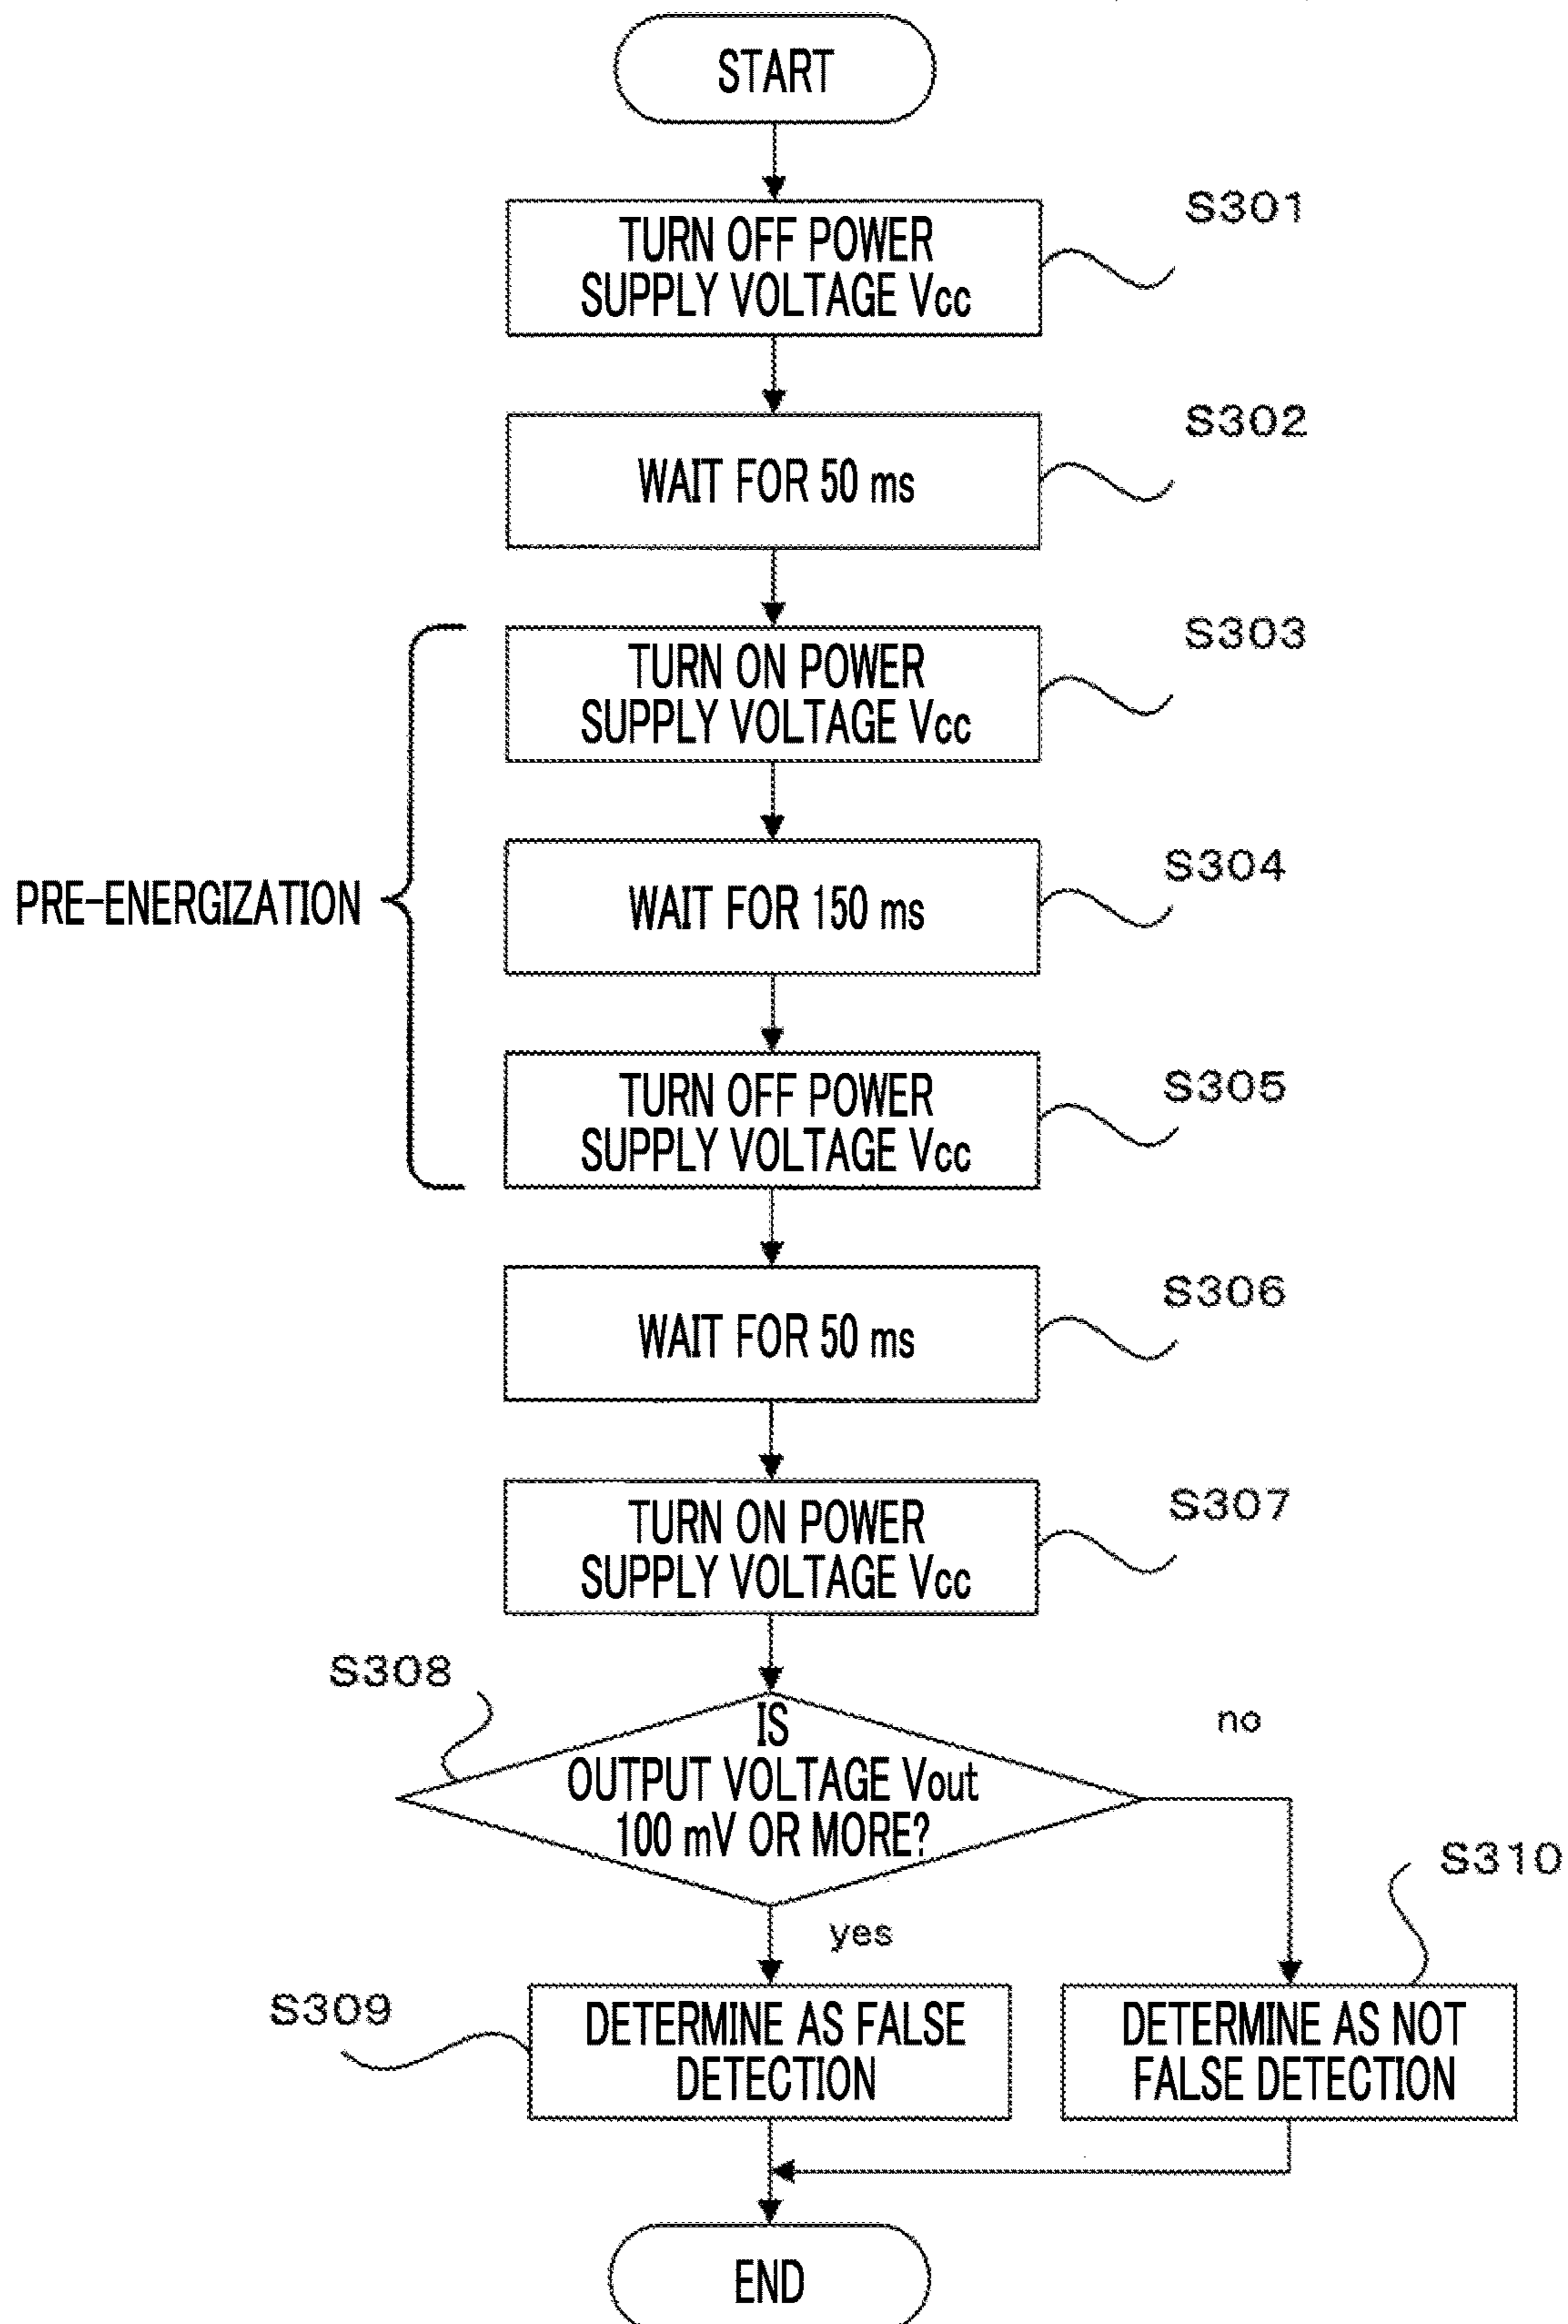 START
TURN OFF POWER
SUPPLY VOLTAGE Vcc
S301
WAIT FOR 50 ms
S302
PRE-ENERGIZATION
TURN ON POWER
SUPPLY VOLTAGE Vcc
S303
WAIT FOR 150 ms
S304
TURN OFF POWER
SUPPLY VOLTAGE Vcc
S305
WAIT FOR 50 ms
S306
TURN ON POWER
SUPPLY VOLTAGE Vcc
S307
S308
IS
OUTPUT VOLTAGE Vout
100 mV OR MORE?
no
yes
S309
DETERMINE AS FALSE
DETECTION
S310
DETERMINE AS NOT
FALSE DETECTION
END